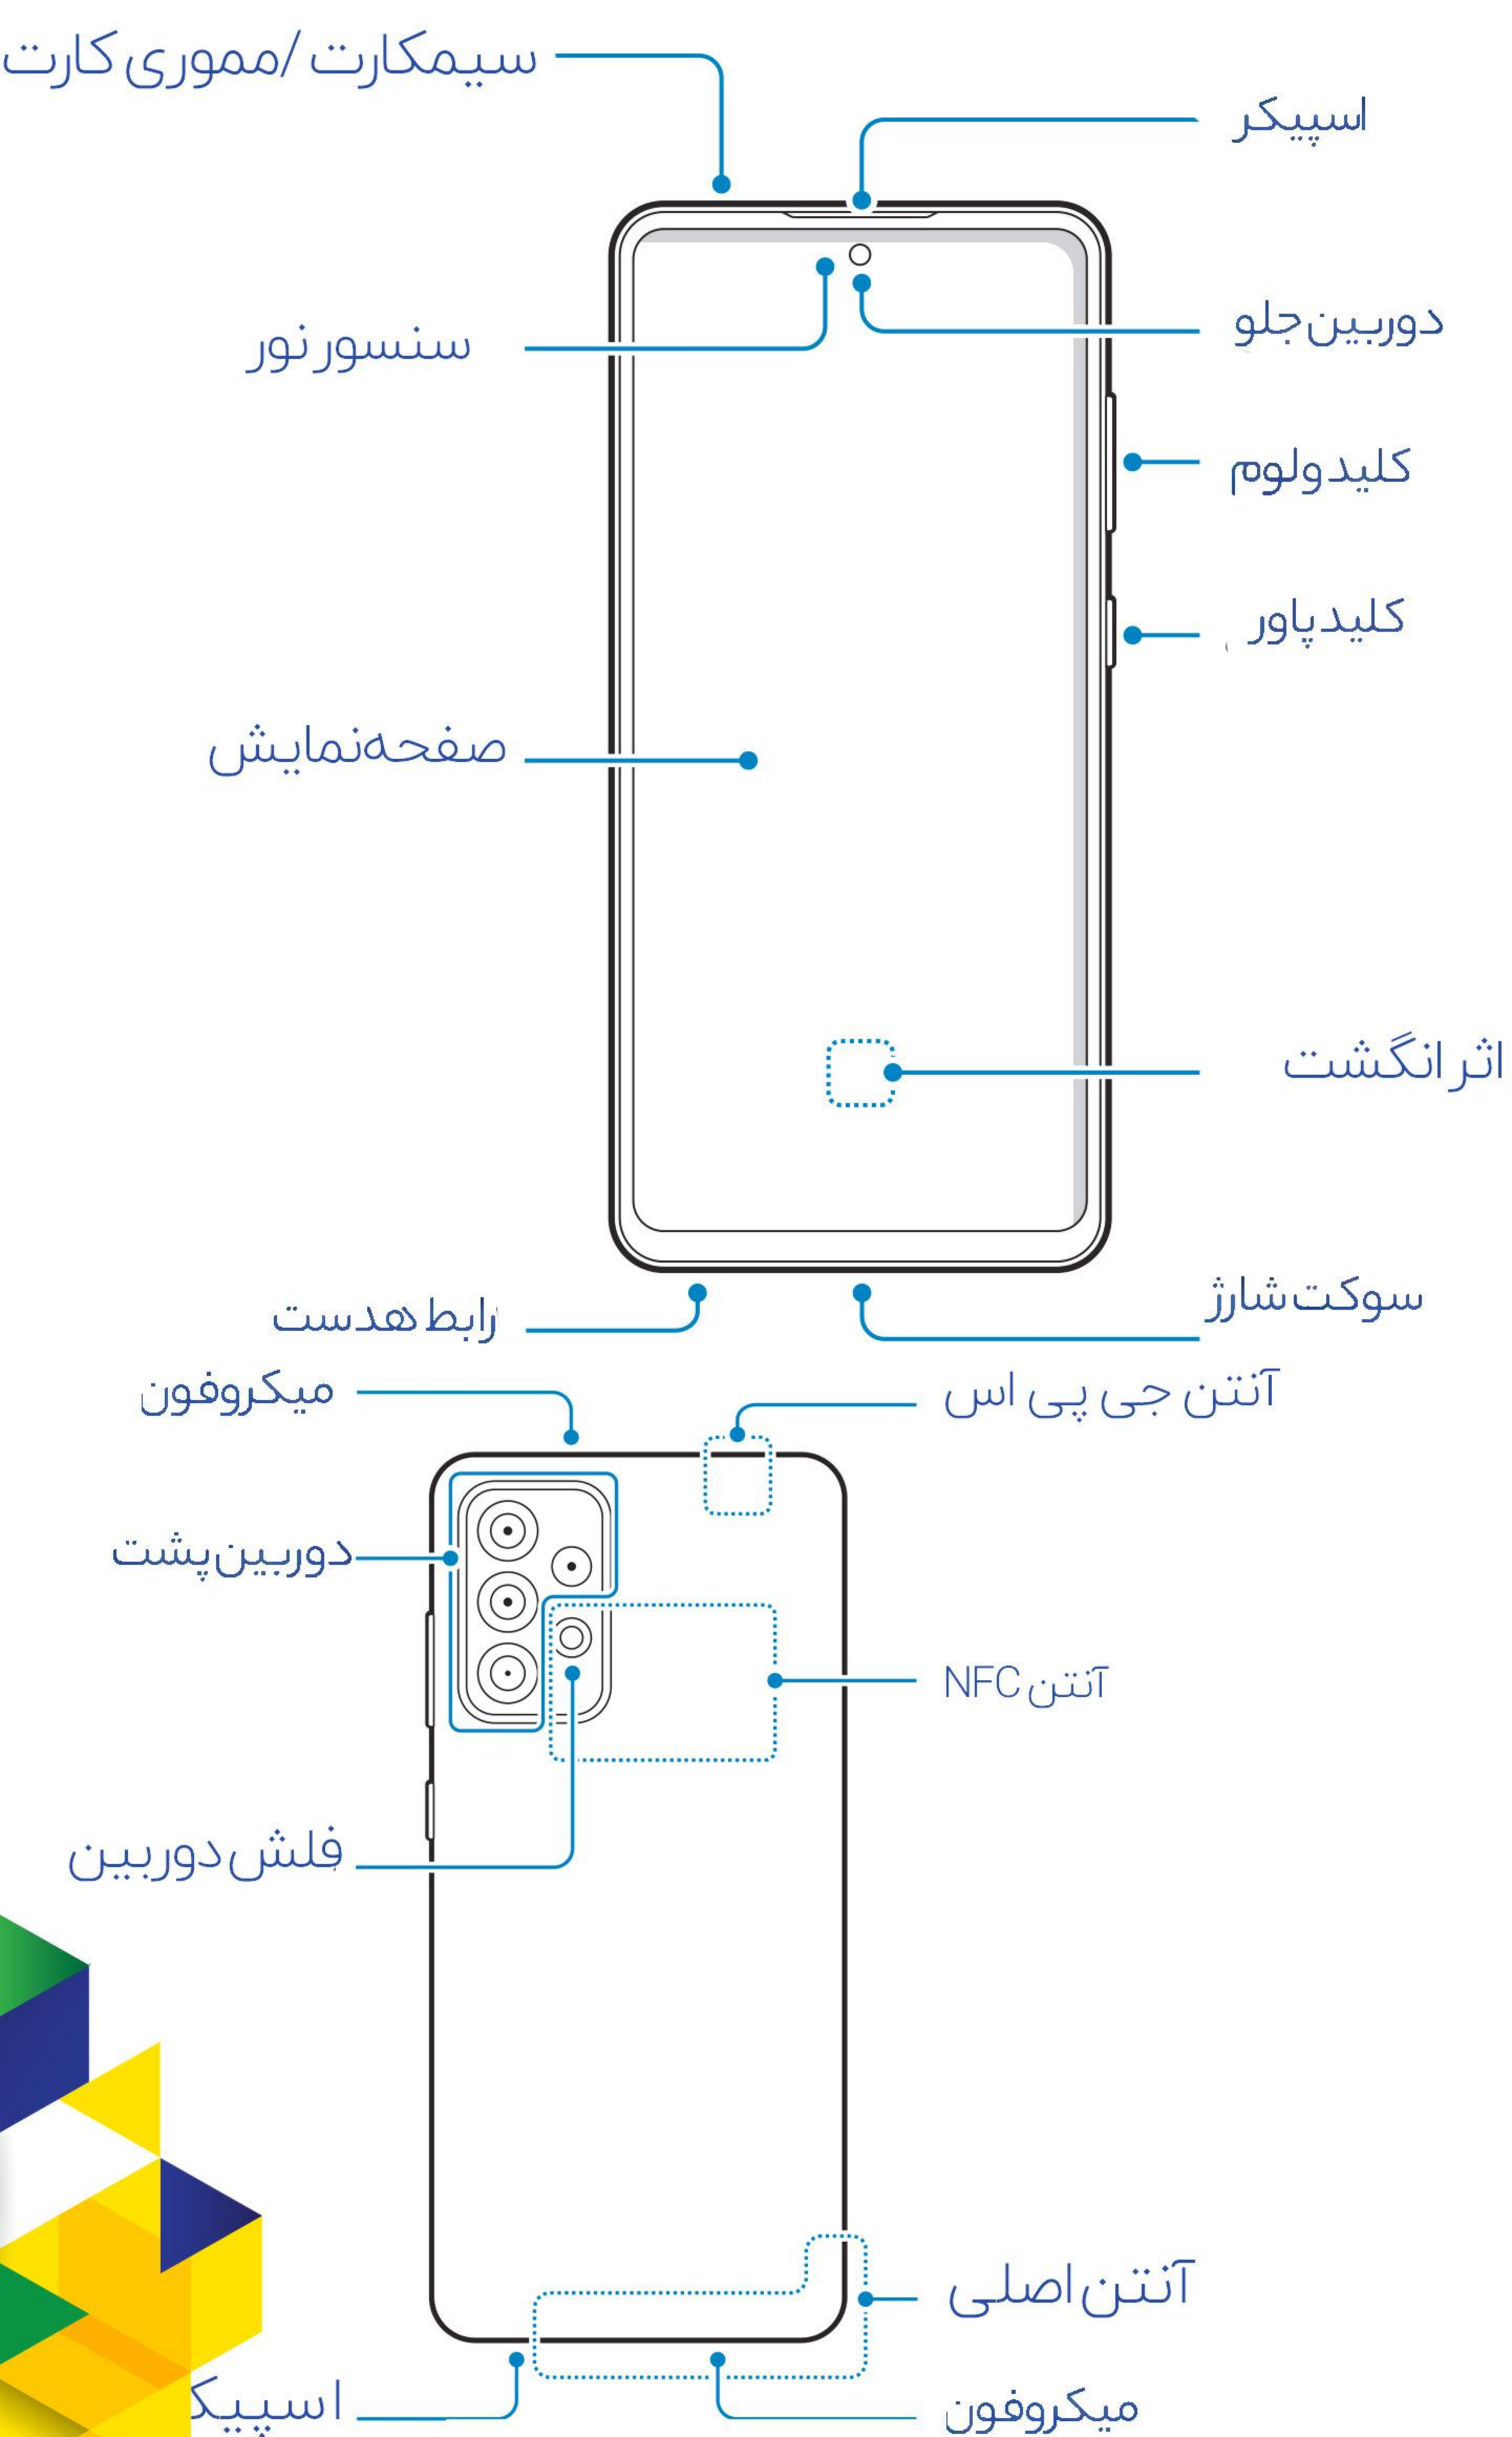 سیمکارت/مموری کارت
اسپیکر
دوربین جلو
سنسور نور
کلید ولوم
کلید پاور
صفحه نمایش
اثر انگشت
سوکت شارژ
رابط هدست
میکروفون
آنتن جی پی اس
دوربین پشت
آنتن NFC
فلش دوربین
آنتن اصلی
اسپیک
میکروفون